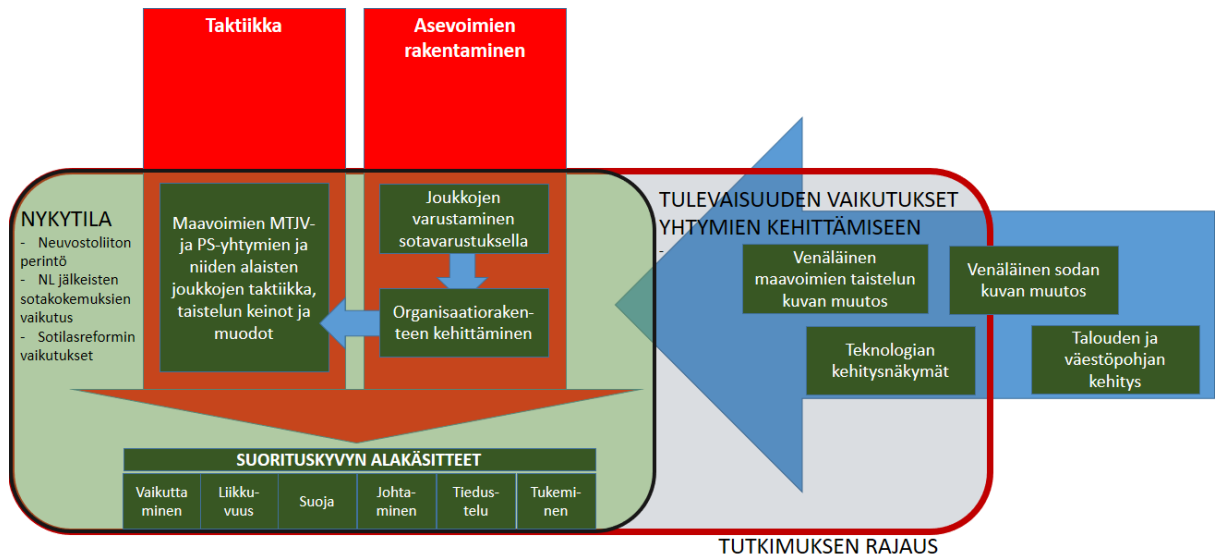 Taktiikka
Asevoimien
rakentaminen
NYKYTILA
- Neuvostoliiton
perintö
- NL jälkeisten
sotakokemuksien
vaikutus
- Sotilasreformin
vaikutukset
Maavoimien MTJV-
ja PS-yhtymien ja
niiden alaisten
joukkojen taktiikka,
taistelun keinot ja
muodot
Joukkojen
varustaminen
sotavarustuksella
Organisaatioraken-
teen kehittäminen
TULEVAISUUDEN VAIKUTUKSET
YHTYMIEN KEHITTÄMISEEN
-
Venäläinen
maavoimien taistelun
kuvan muutos
Venäläinen sodan
kuvan muutos
Teknologian
kehitysnäkymät
Talouden ja
väestöpohjan
kehitys
SUORITUSKYVYN ALAKÄSITTEET
Vaikutta
minen
Liikku-
vuus
Suoja
Johta-
minen
Tiedus-
telu
Tukemi-
nen
TUTKIMUKSEN RAJAUS